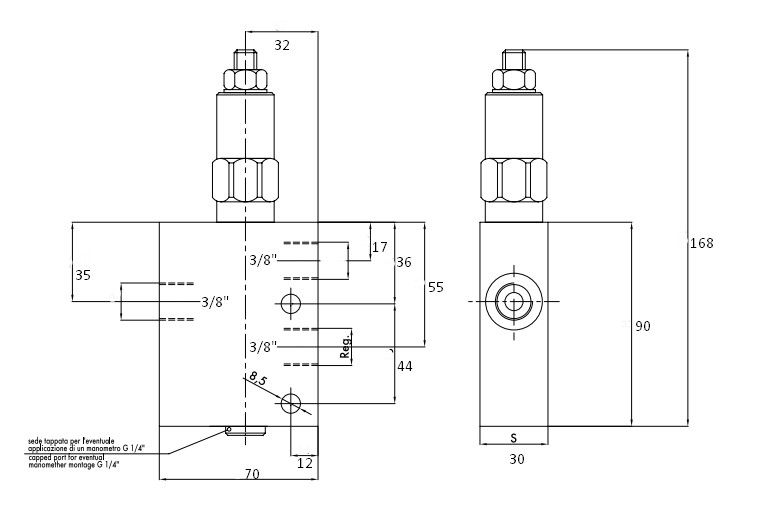 32
168
17
36
35
3/8"
3/8"
55
90
3/8"
Reg.
44
8,5
sede tappata per l'eventuale
applicazione di un manometro G 1/4"
capped port for eventual
manomether montage G 1/4"
12
70
S
30